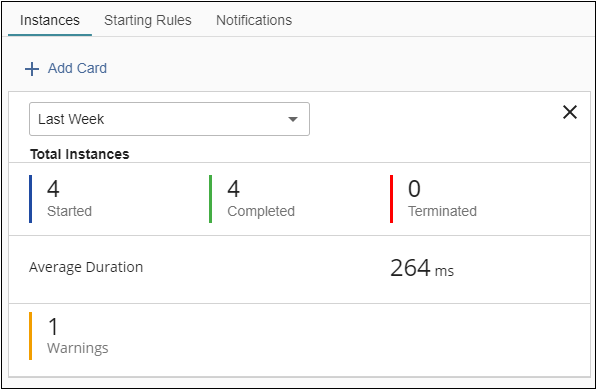 Instances Starting Rules Notifications
+ Add Card
Last Week
Total Instances
4 4 0
Started Completed Terminated
Average Duration 264 ms
1
Warnings